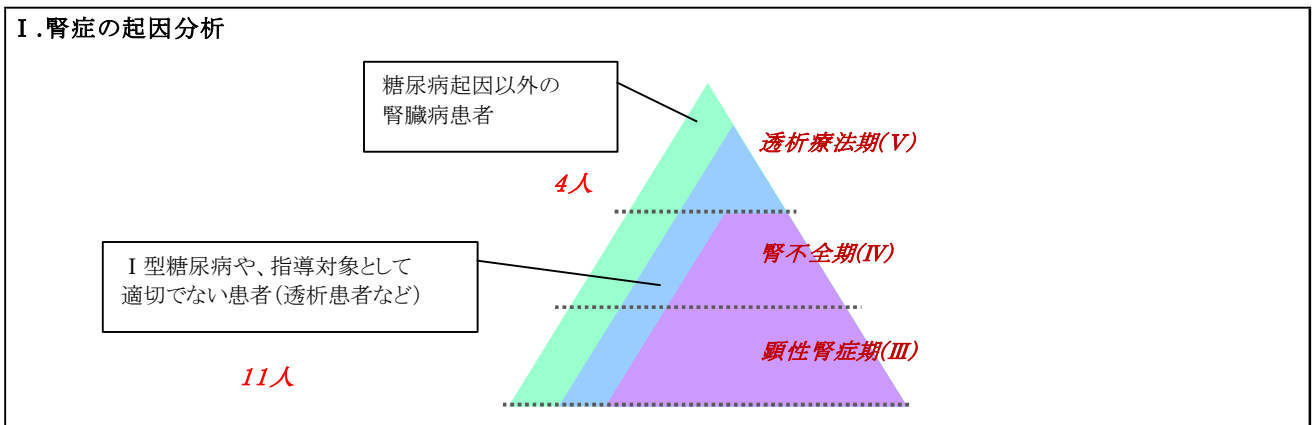 Ⅰ.腎症の起因分析
糖尿病起因以外の
腎臓病患者
透析療法期(Ⅴ)
4人
腎不全期(Ⅳ)
Ⅰ型糖尿病や、指導対象として
適切でない患者(透析患者など)
顕性腎症期(Ⅲ)
11人